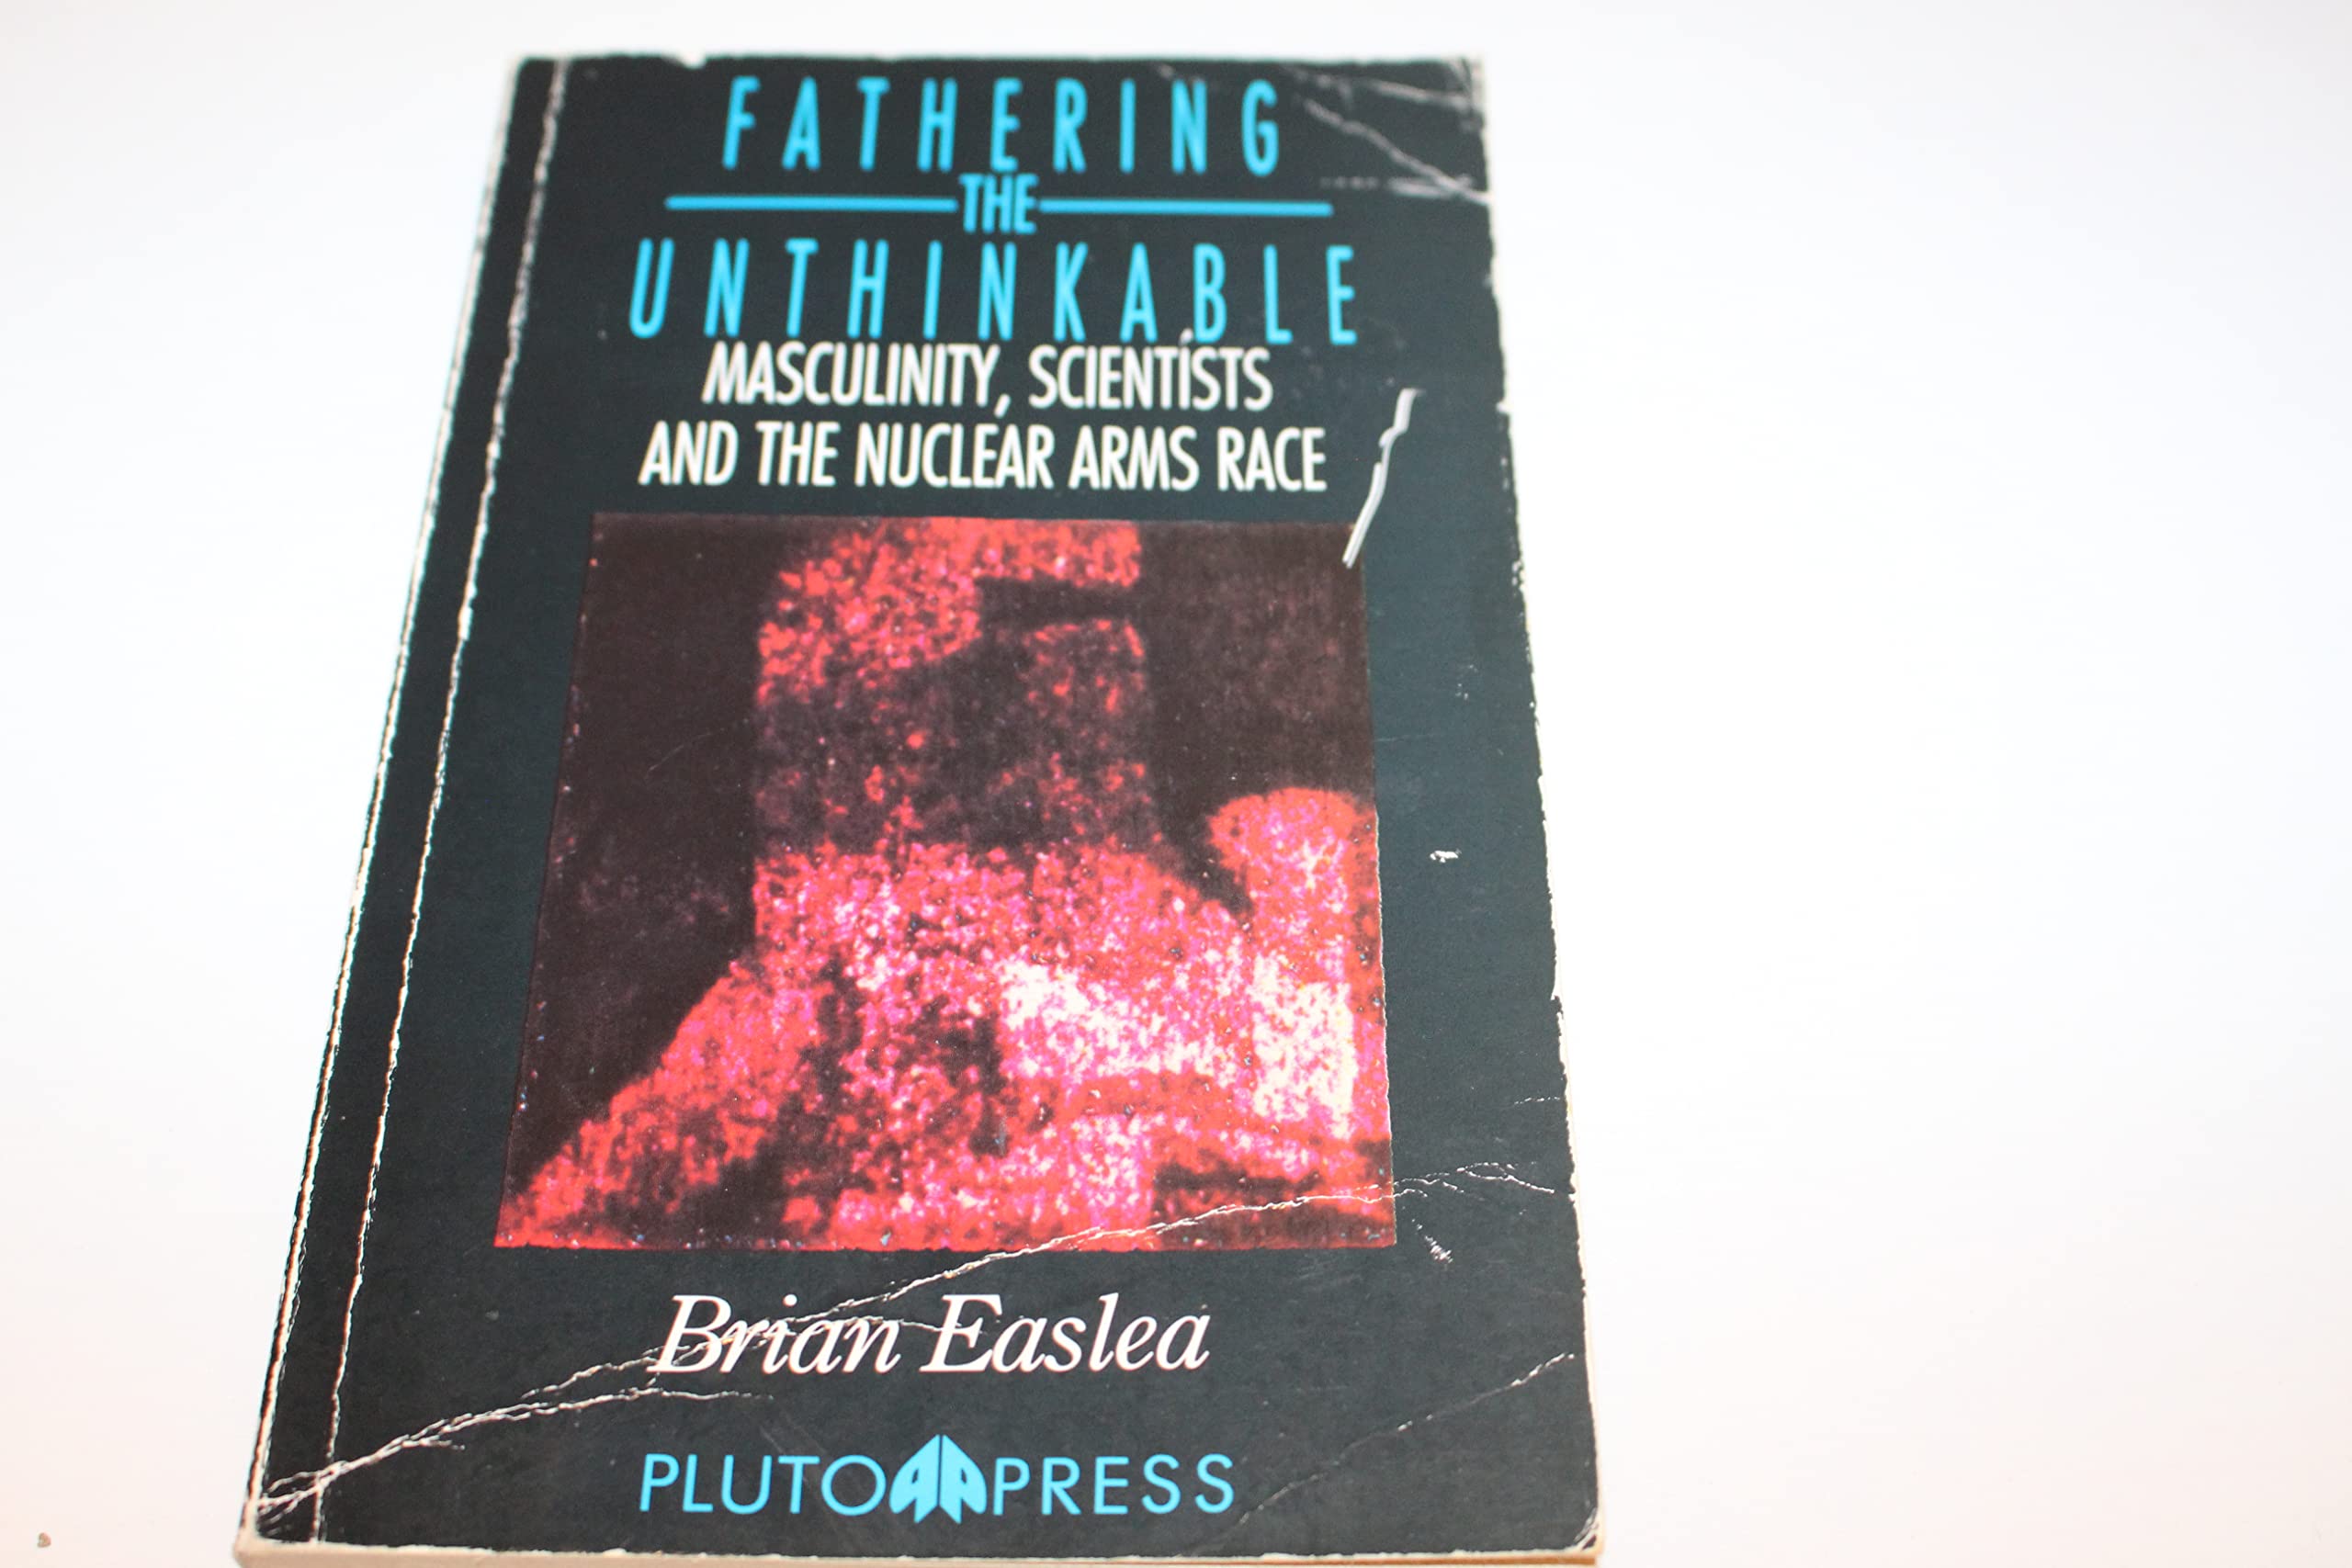 FATHERING
THE
UNTHINKABLE
MASCULINITY, SCIENTISTS
AND THE NUCLEAR ARMS RACE
Brian Easlea
PLUTO PRESS